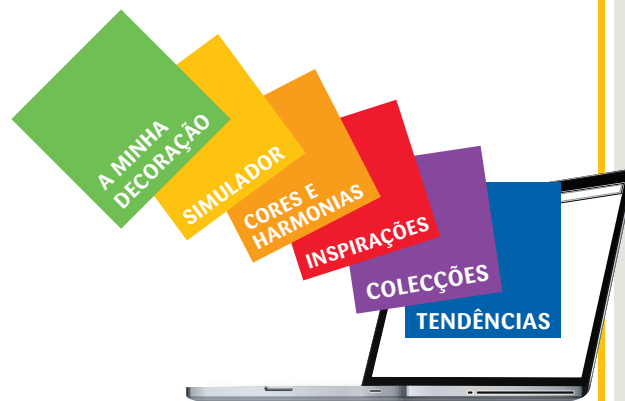 A MINHA
DECORAÇÃO
SIMULADOR
CORES E
HARMONIAS
INSPIRAÇÕES
COLECÇÕES
TENDÊNCIAS